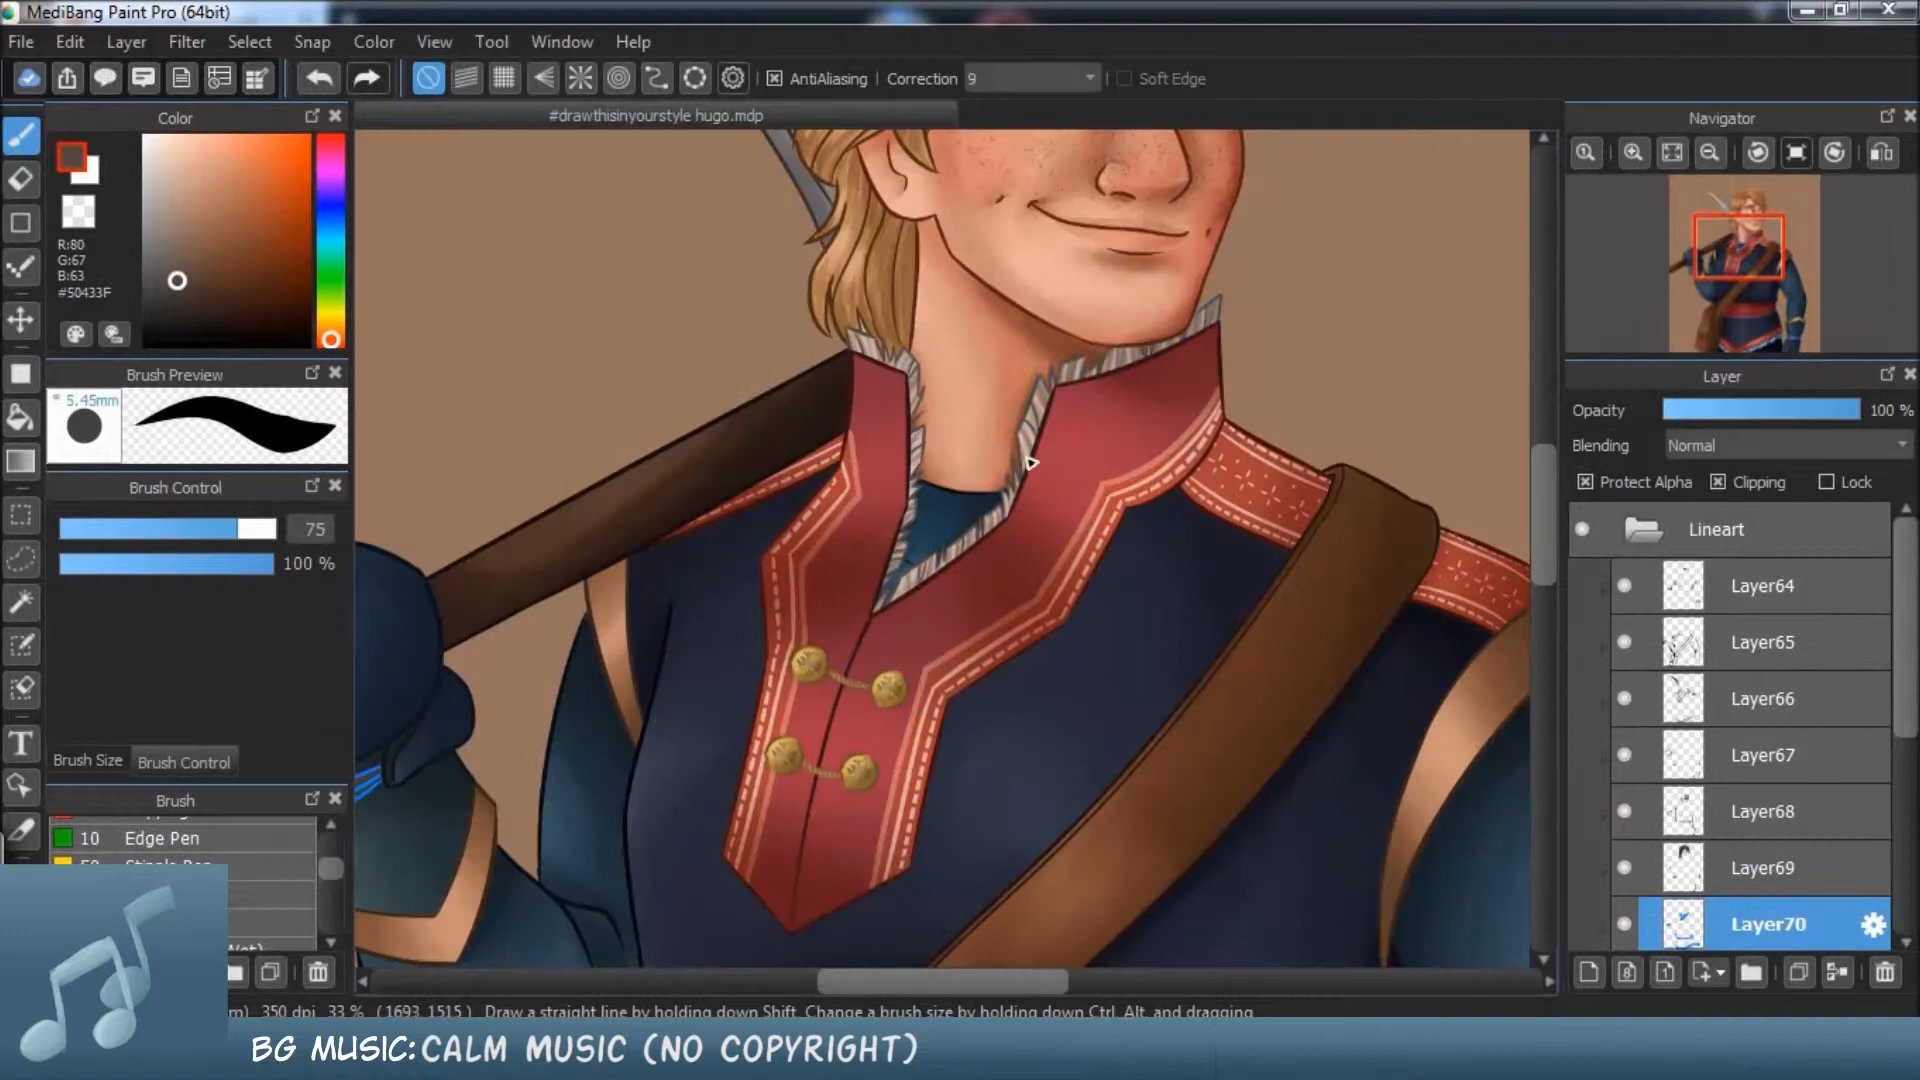 MediBang Paint Pro (64bit)
File Edit Layer Filter Select Snap Color View Tool Window Help
AntiAliasing Correction 9 Soft Edge
Color
#drawthisinyourstyle hugo.mdp
Navigator
R:80
G:67
B:63
#50433F
Brush Preview
* 5.45mm
Layer
Opacity 100 %
Blending Normal
Protect Alpha Clipping Lock
Brush Control
75
100 %
Lineart
Layer64
Layer65
Layer66
Layer67
Layer68
Layer69
Layer70
Brush Size Brush Control
Brush
10 Edge Pen
350 dpi 33 % (1693 1515) Draw a straight line by holding down Shift, Change a brush size by holding down Ctrl, Alt, and dragging
BG MUSIC: CALM MUSIC (NO COPYRIGHT)